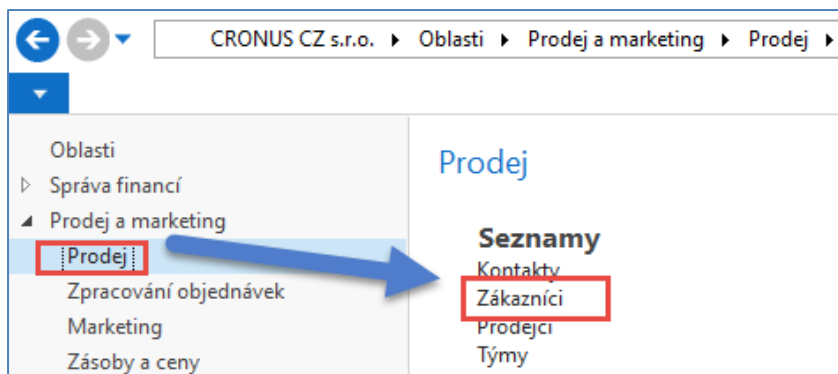 CRONUS CZ s.r.o. ▸ Oblasti ▸ Prodej a marketing ▸ Prodej ▸
Oblasti
Správa financí
Prodej a marketing
Prodej
Zpracování objednávek
Marketing
Zásoby a ceny
Prodej
Seznamy
Kontakty
Zákazníci
Prodejci
Týmy